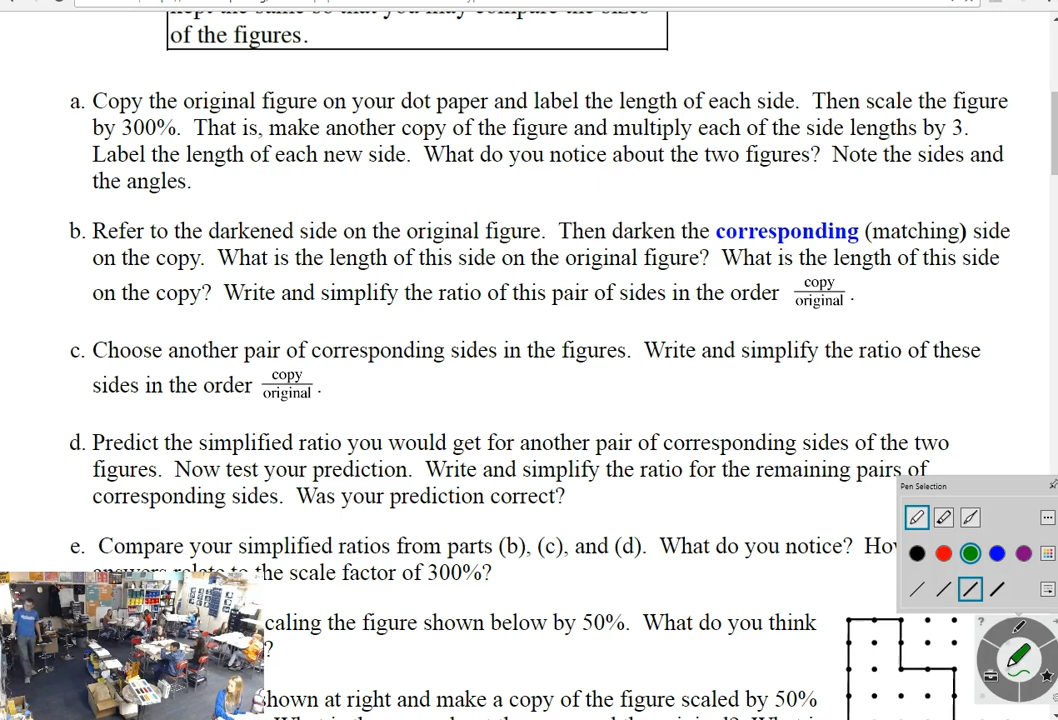 of the figures.
a. Copy the original figure on your dot paper and label the length of each side. Then scale the figure
by 300%. That is, make another copy of the figure and multiply each of the side lengths by 3.
Label the length of each new side. What do you notice about the two figures? Note the sides and
the angles.
b. Refer to the darkened side on the original figure. Then darken the corresponding (matching) side
on the copy. What is the length of this side on the original figure? What is the length of this side
on the copy? Write and simplify the ratio of this pair of sides in the order copy/original .
c. Choose another pair of corresponding sides in the figures. Write and simplify the ratio of these
sides in the order copy/original .
d. Predict the simplified ratio you would get for another pair of corresponding sides of the two
figures. Now test your prediction. Write and simplify the ratio for the remaining pairs of
corresponding sides. Was your prediction correct?
Pen Selection
e. Compare your simplified ratios from parts (b), (c), and (d). What do you notice?
the scale factor of 300%?
caling the figure shown below by 50%. What do you think
?
shown at right and make a copy of the figure scaled by 50%